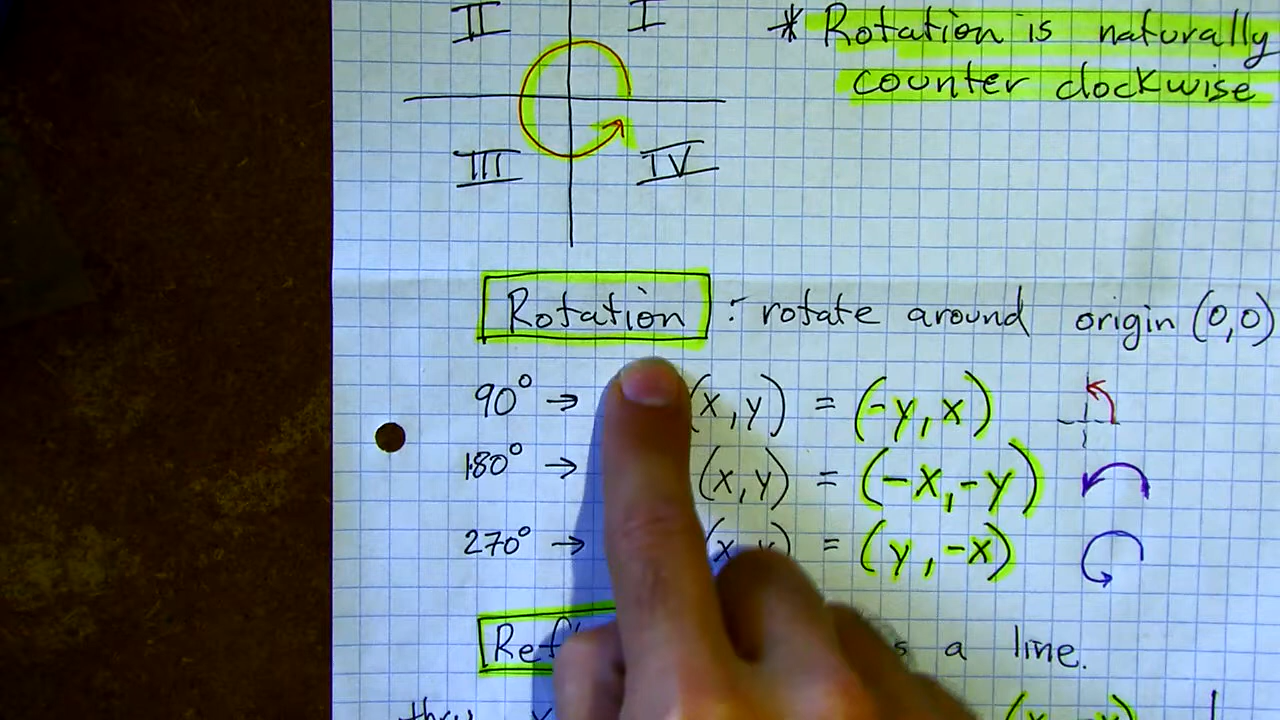 II I
* Rotation is naturally
counter clockwise
III IV
Rotation : rotate around origin (0,0)
90° → (x,y) = (-y,x)
180° → (x,y) = (-x,-y)
270° → (x,y) = (y,-x)
a line.